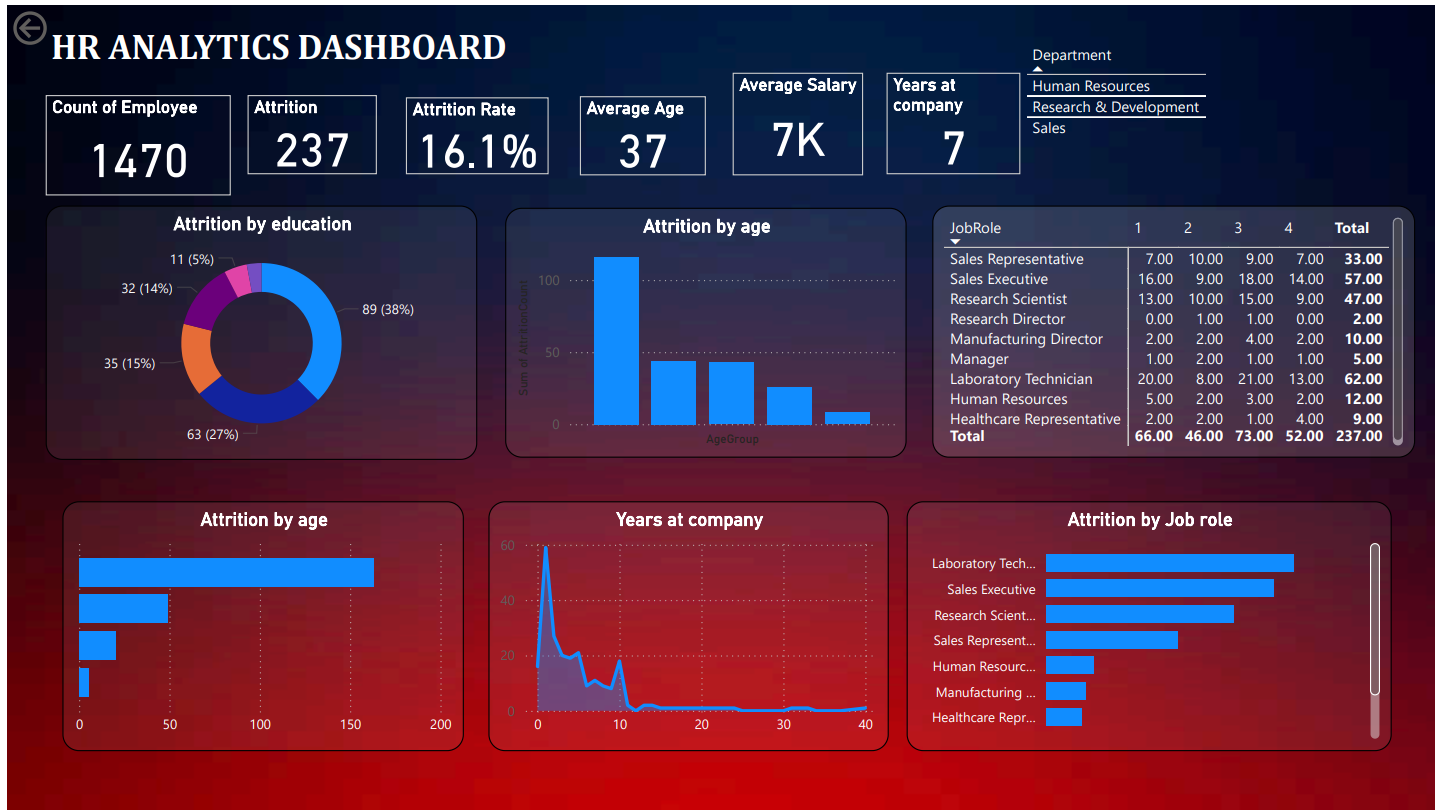 HR ANALYTICS DASHBOARD
Count of Employee
1470
Attrition
237
Attrition Rate
16.1%
Average Age
37
Average Salary
7K
Years at
company
7
Department
Human Resources
Research & Development
Sales
Attrition by education
11 (5%)
32 (14%)
89 (38%)
35 (15%)
63 (27%)
Attrition by age
Sum of AttritionCount
100
50
0
AgeGroup
JobRole 1 2 3 4 Total
Sales Representative 7.00 10.00 9.00 7.00 33.00
Sales Executive 16.00 9.00 18.00 14.00 57.00
Research Scientist 13.00 10.00 15.00 9.00 47.00
Research Director 0.00 1.00 1.00 0.00 2.00
Manufacturing Director 2.00 2.00 4.00 2.00 10.00
Manager 1.00 2.00 1.00 1.00 5.00
Laboratory Technician 20.00 8.00 21.00 13.00 62.00
Human Resources 5.00 2.00 3.00 2.00 12.00
Healthcare Representative 2.00 2.00 1.00 4.00 9.00
Total 66.00 46.00 73.00 52.00 237.00
Attrition by age
0 50 100 150 200
Years at company
60
40
20
0
0 10 20 30 40
Attrition by Job role
Laboratory Tech...
Sales Executive
Research Scient...
Sales Represent...
Human Resourc...
Manufacturing ...
Healthcare Repr...